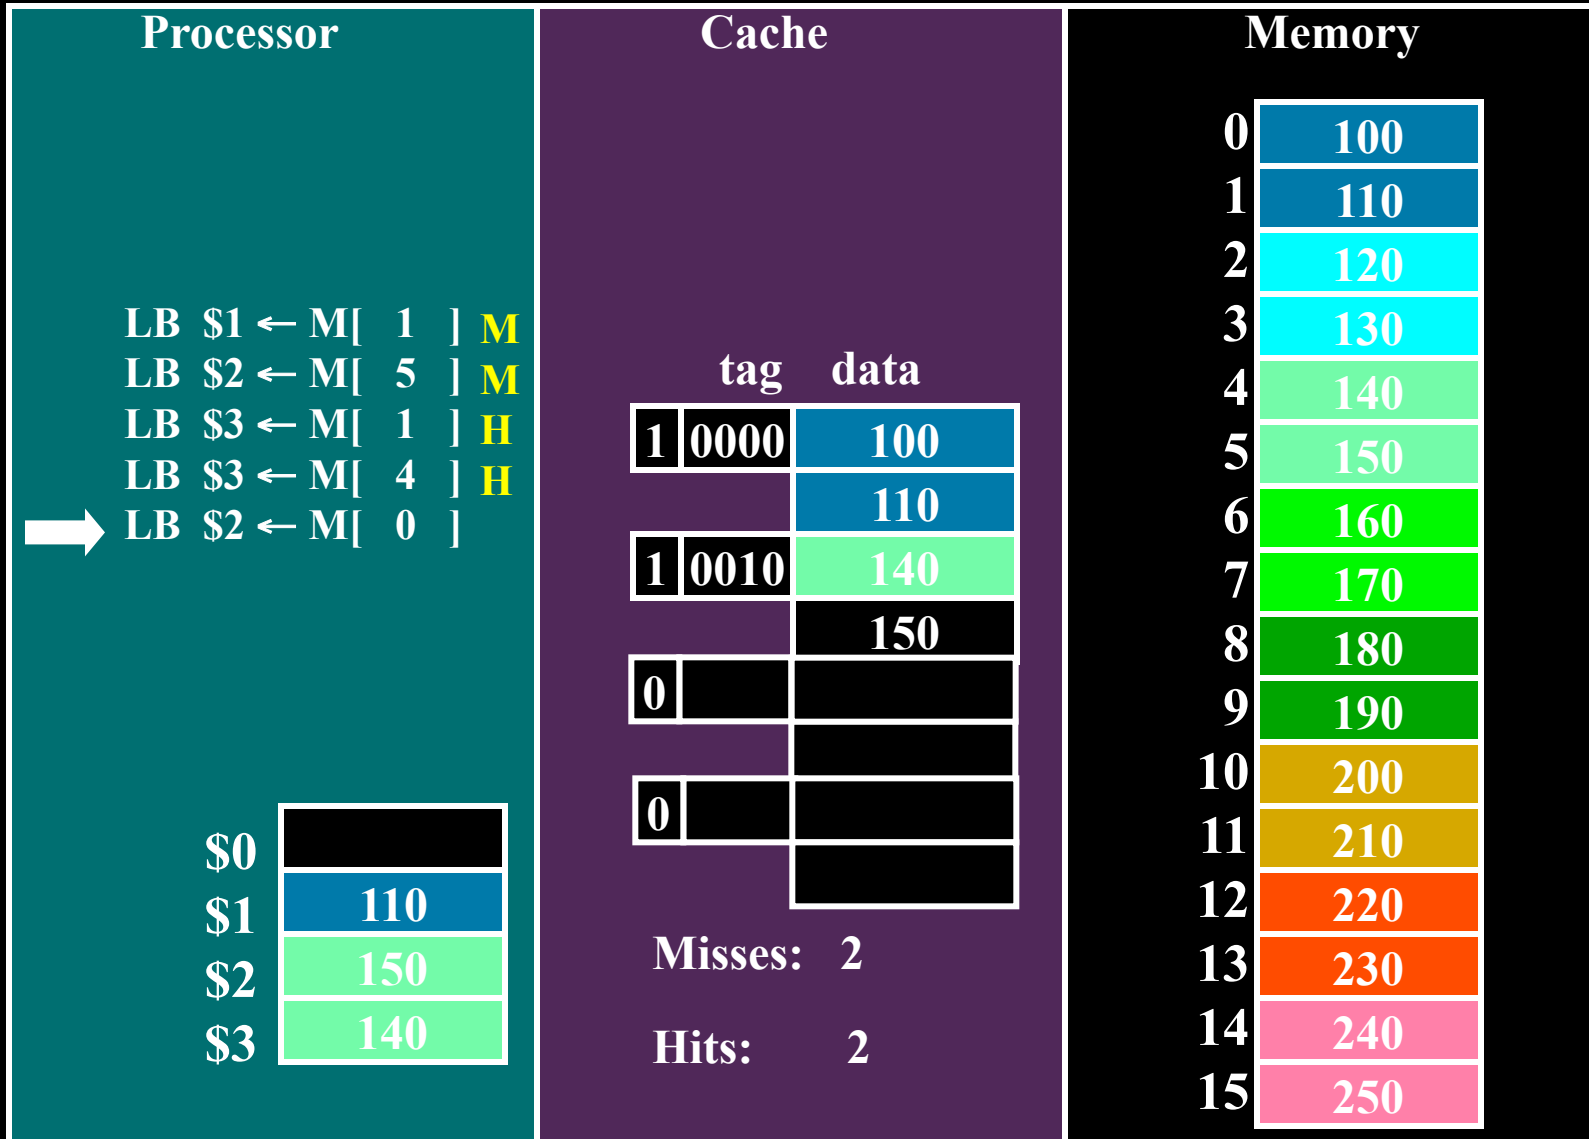 Processor
LB $1 ← M[ 1 ] M
LB $2 ← M[ 5 ] M
LB $3 ← M[ 1 ] H
LB $3 ← M[ 4 ] H
LB $2 ← M[ 0 ]
$0
$1 110
$2 150
$3 140
Cache
tag data
1 0000 100
110
1 0010 140
150
0
0
Misses: 2
Hits: 2
Memory
0 100
1 110
2 120
3 130
4 140
5 150
6 160
7 170
8 180
9 190
10 200
11 210
12 220
13 230
14 240
15 250